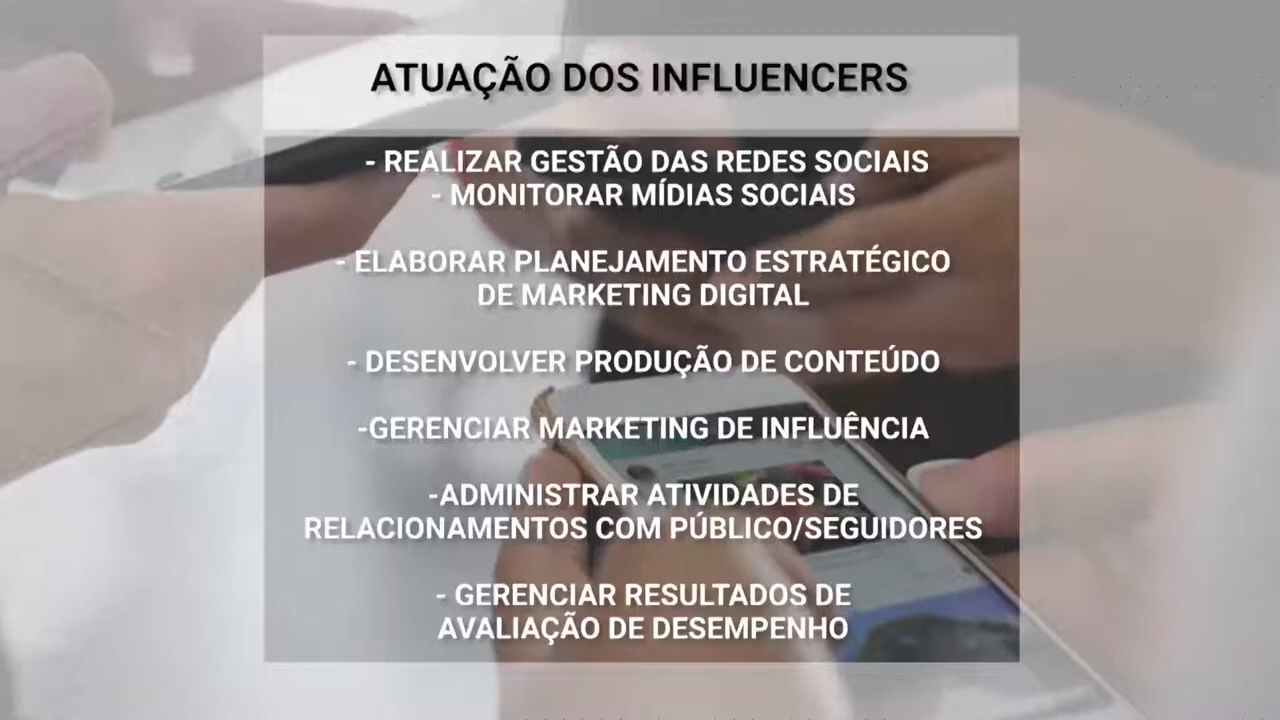 ATUAÇÃO DOS INFLUENCERS
- REALIZAR GESTÃO DAS REDES SOCIAIS
- MONITORAR MÍDIAS SOCIAIS
- ELABORAR PLANEJAMENTO ESTRATÉGICO
DE MARKETING DIGITAL
- DESENVOLVER PRODUÇÃO DE CONTEÚDO
-GERENCIAR MARKETING DE INFLUÊNCIA
-ADMINISTRAR ATIVIDADES DE
RELACIONAMENTOS COM PÚBLICO/SEGUIDORES
- GERENCIAR RESULTADOS DE
AVALIAÇÃO DE DESEMPENHO